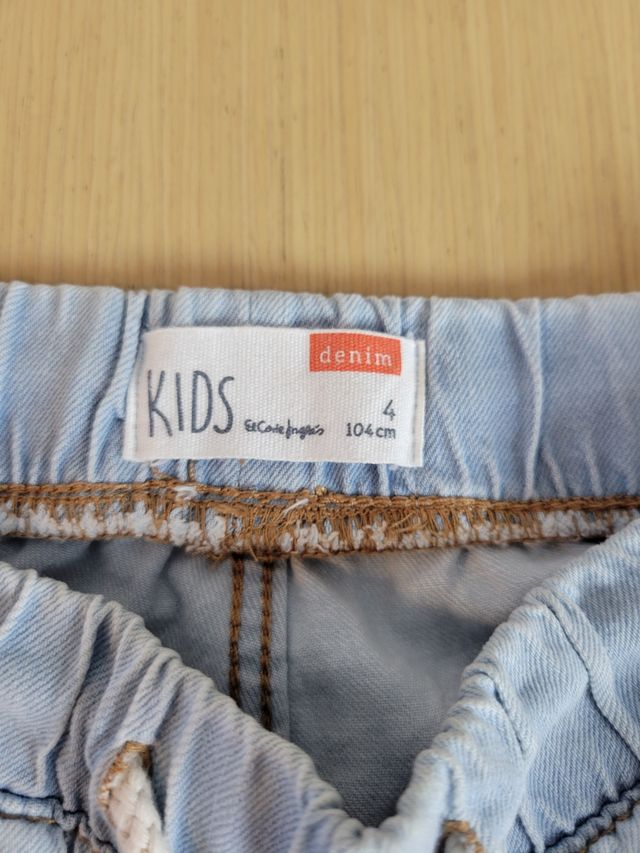 denim
KIDS
El Corte Inglés
4
104 cm